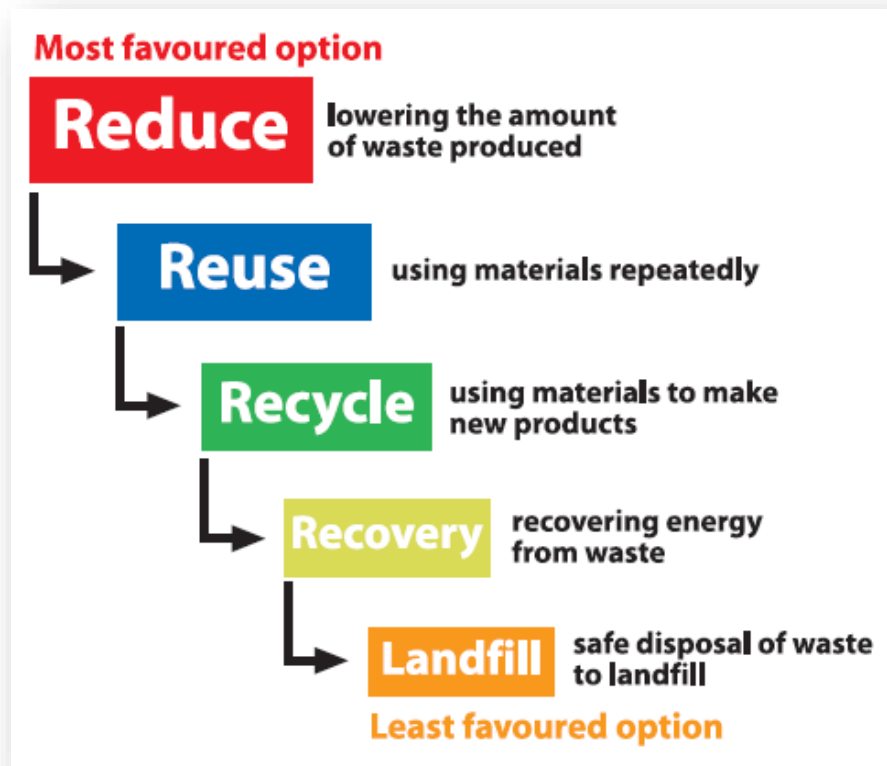 Most favoured option
Reduce
lowering the amount
of waste produced
Reuse
using materials repeatedly
Recycle
using materials to make
new products
Recovery
recovering energy
from waste
Landfill
safe disposal of waste
to landfill
Least favoured option